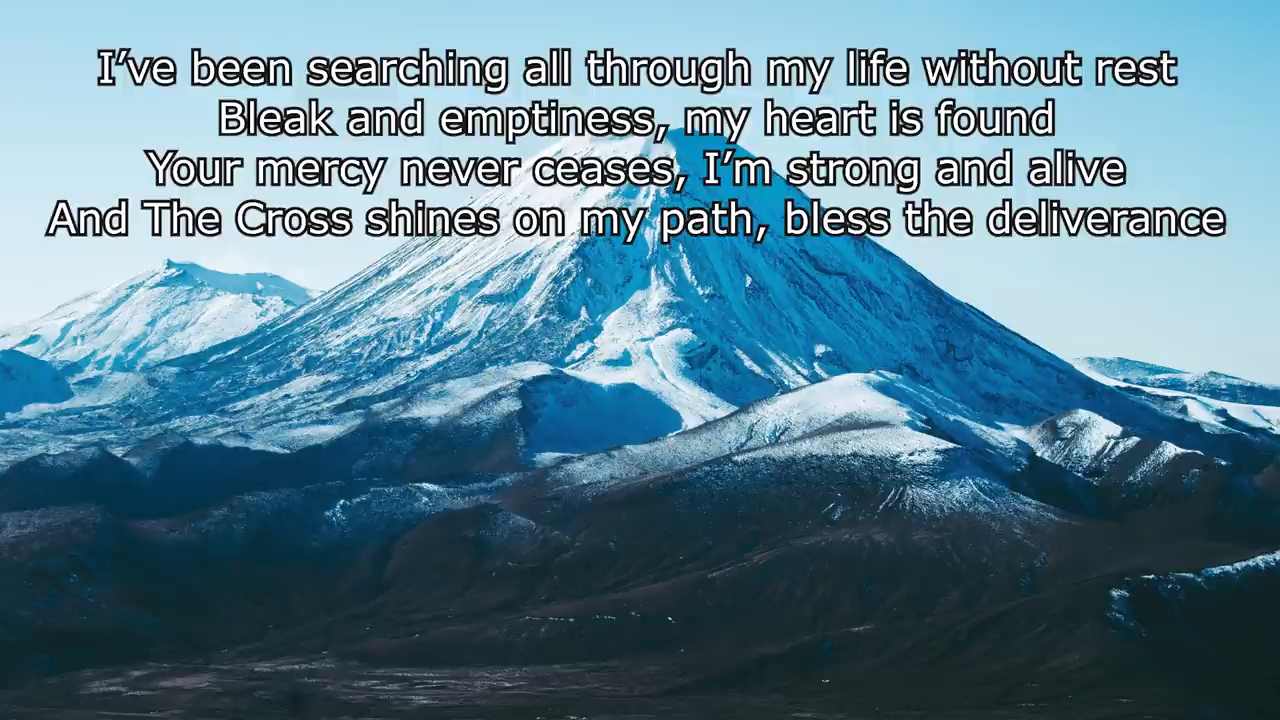 I’ve been searching all through my life without rest
Bleak and emptiness, my heart is found
Your mercy never ceases, I’m strong and alive
And The Cross shines on my path, bless the deliverance